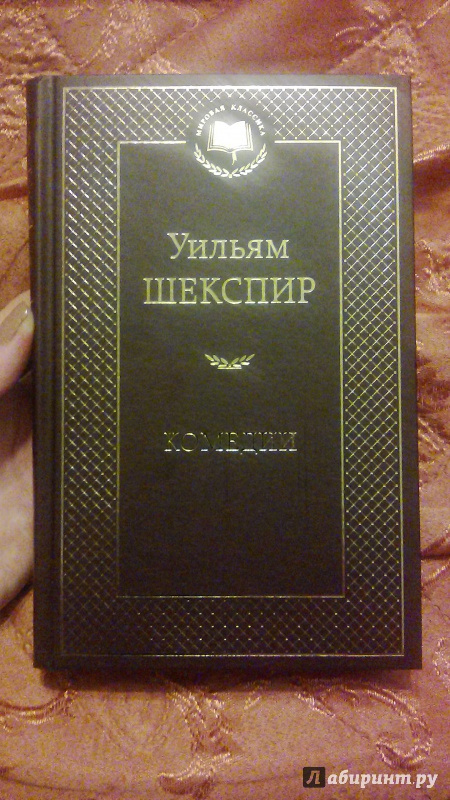 МИРОВАЯ КЛАССИКА
Уильям
ШЕКСПИР
КОМЕДИИ
Лабиринт.ру